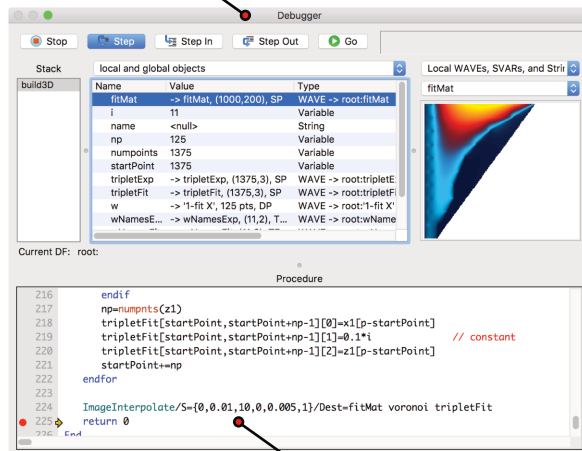 Debugger
Stop Step Step In Step Out Go
Stack local and global objects Local WAVEs, SVARs, and Strir
build3D Name Value Type fitMat
fitMat -> fitMat, (1000,200), SP WAVE -> root:fitMat
i 11 Variable
name <null> String
np 125 Variable
numpoints 1375 Variable
startPoint 1375 Variable
tripletExp -> tripletExp, (1375,3), SP WAVE -> root:tripletE
tripletFit -> tripletFit, (1375,3), SP WAVE -> root:tripletF
w -> '1-fit X', 125 pts, DP WAVE -> root:'1-fit X'
wNamesE... -> wNamesExp, (11,2), T... WAVE -> root:wName
Current DF: root:
Procedure
216 endif
217 np=numpnts(z1)
218 tripletFit[startPoint,startPoint+np-1][0]=x1[p-startPoint]
219 tripletFit[startPoint,startPoint+np-1][1]=0.1*i // constant
220 tripletFit[startPoint,startPoint+np-1][2]=z1[p-startPoint]
221 startPoint+=np
222 endfor
223
224 ImageInterpolate/S={0,0.01,10,0,0.005,1}/Dest=fitMat voronoi tripletFit
225 return 0
226 End